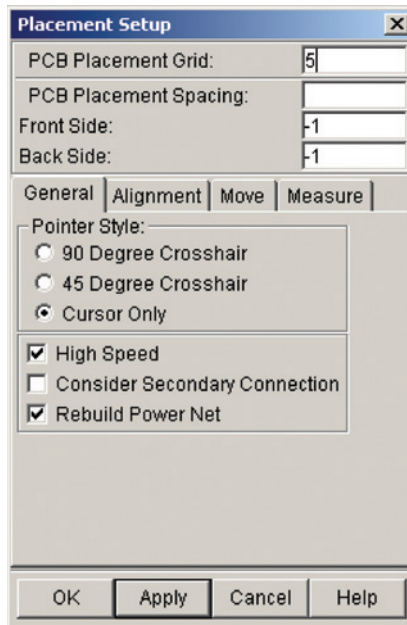 Placement Setup
PCB Placement Grid: 5
PCB Placement Spacing:
Front Side: -1
Back Side: -1
General Alignment Move Measure
Pointer Style:
90 Degree Crosshair
45 Degree Crosshair
Cursor Only
High Speed
Consider Secondary Connection
Rebuild Power Net
OK Apply Cancel Help